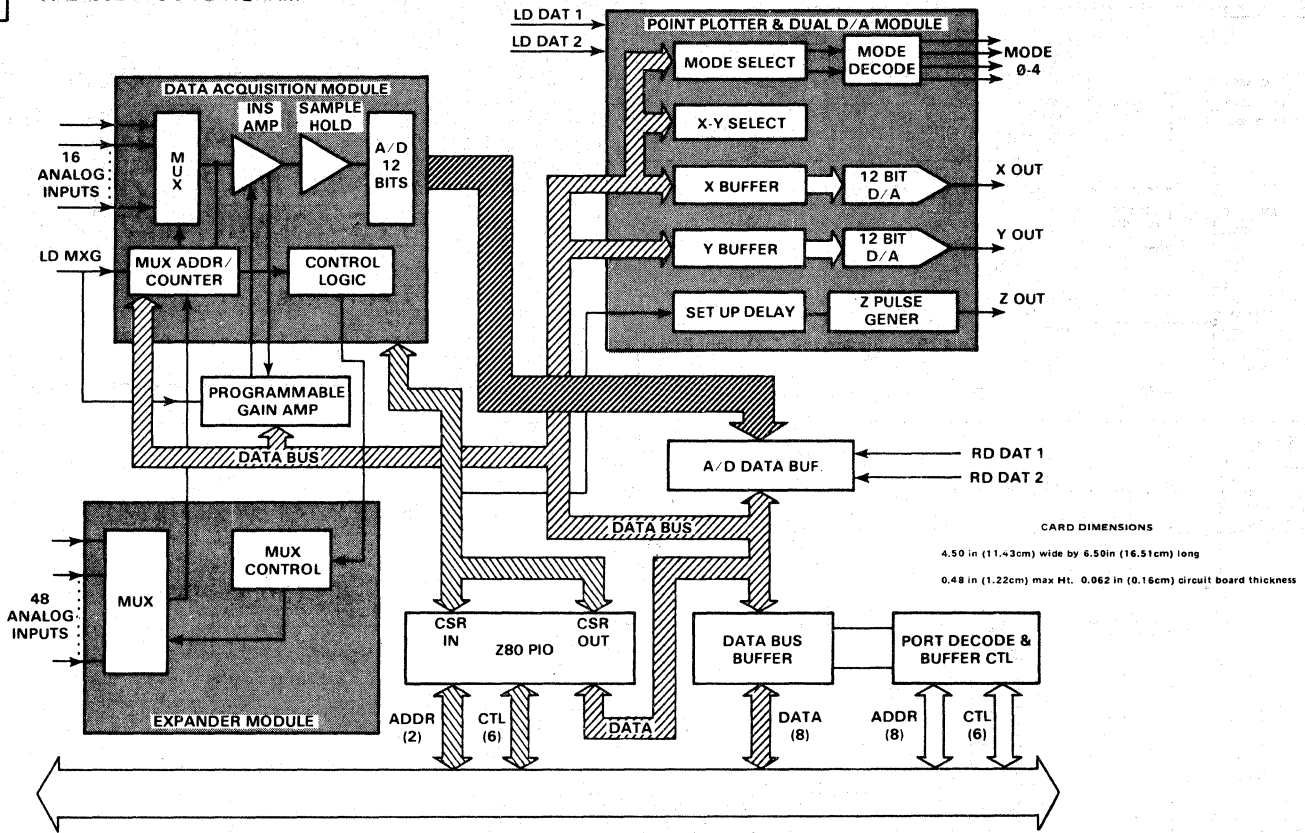 LD DAT 1
LD DAT 2
POINT PLOTTER & DUAL D/A MODULE
MODE SELECT
MODE
DECODE
MODE
Ø-4
X-Y SELECT
X BUFFER
12 BIT
D/A
X OUT
Y BUFFER
12 BIT
D/A
Y OUT
SET UP DELAY
Z PULSE
GENER
Z OUT
DATA ACQUISITION MODULE
INS
AMP
SAMPLE
HOLD
16
ANALOG
INPUTS
M
U
X
A/D
12
BITS
LD MXG
MUX ADDR/
COUNTER
CONTROL
LOGIC
PROGRAMMABLE
GAIN AMP
DATA BUS
A/D DATA BUF.
RD DAT 1
RD DAT 2
DATA BUS
CARD DIMENSIONS
4.50 in (11.43cm) wide by 6.50in (16.51cm) long
0.48 in (1.22cm) max Ht. 0.062 in (0.16cm) circuit board thickness
48
ANALOG
INPUTS
MUX
MUX
CONTROL
EXPANDER MODULE
CSR
IN
CSR
OUT
Z80 PIO
DATA BUS
BUFFER
PORT DECODE &
BUFFER CTL
ADDR
(2)
CTL
(6)
DATA
DATA
(8)
ADDR
(8)
CTL
(6)